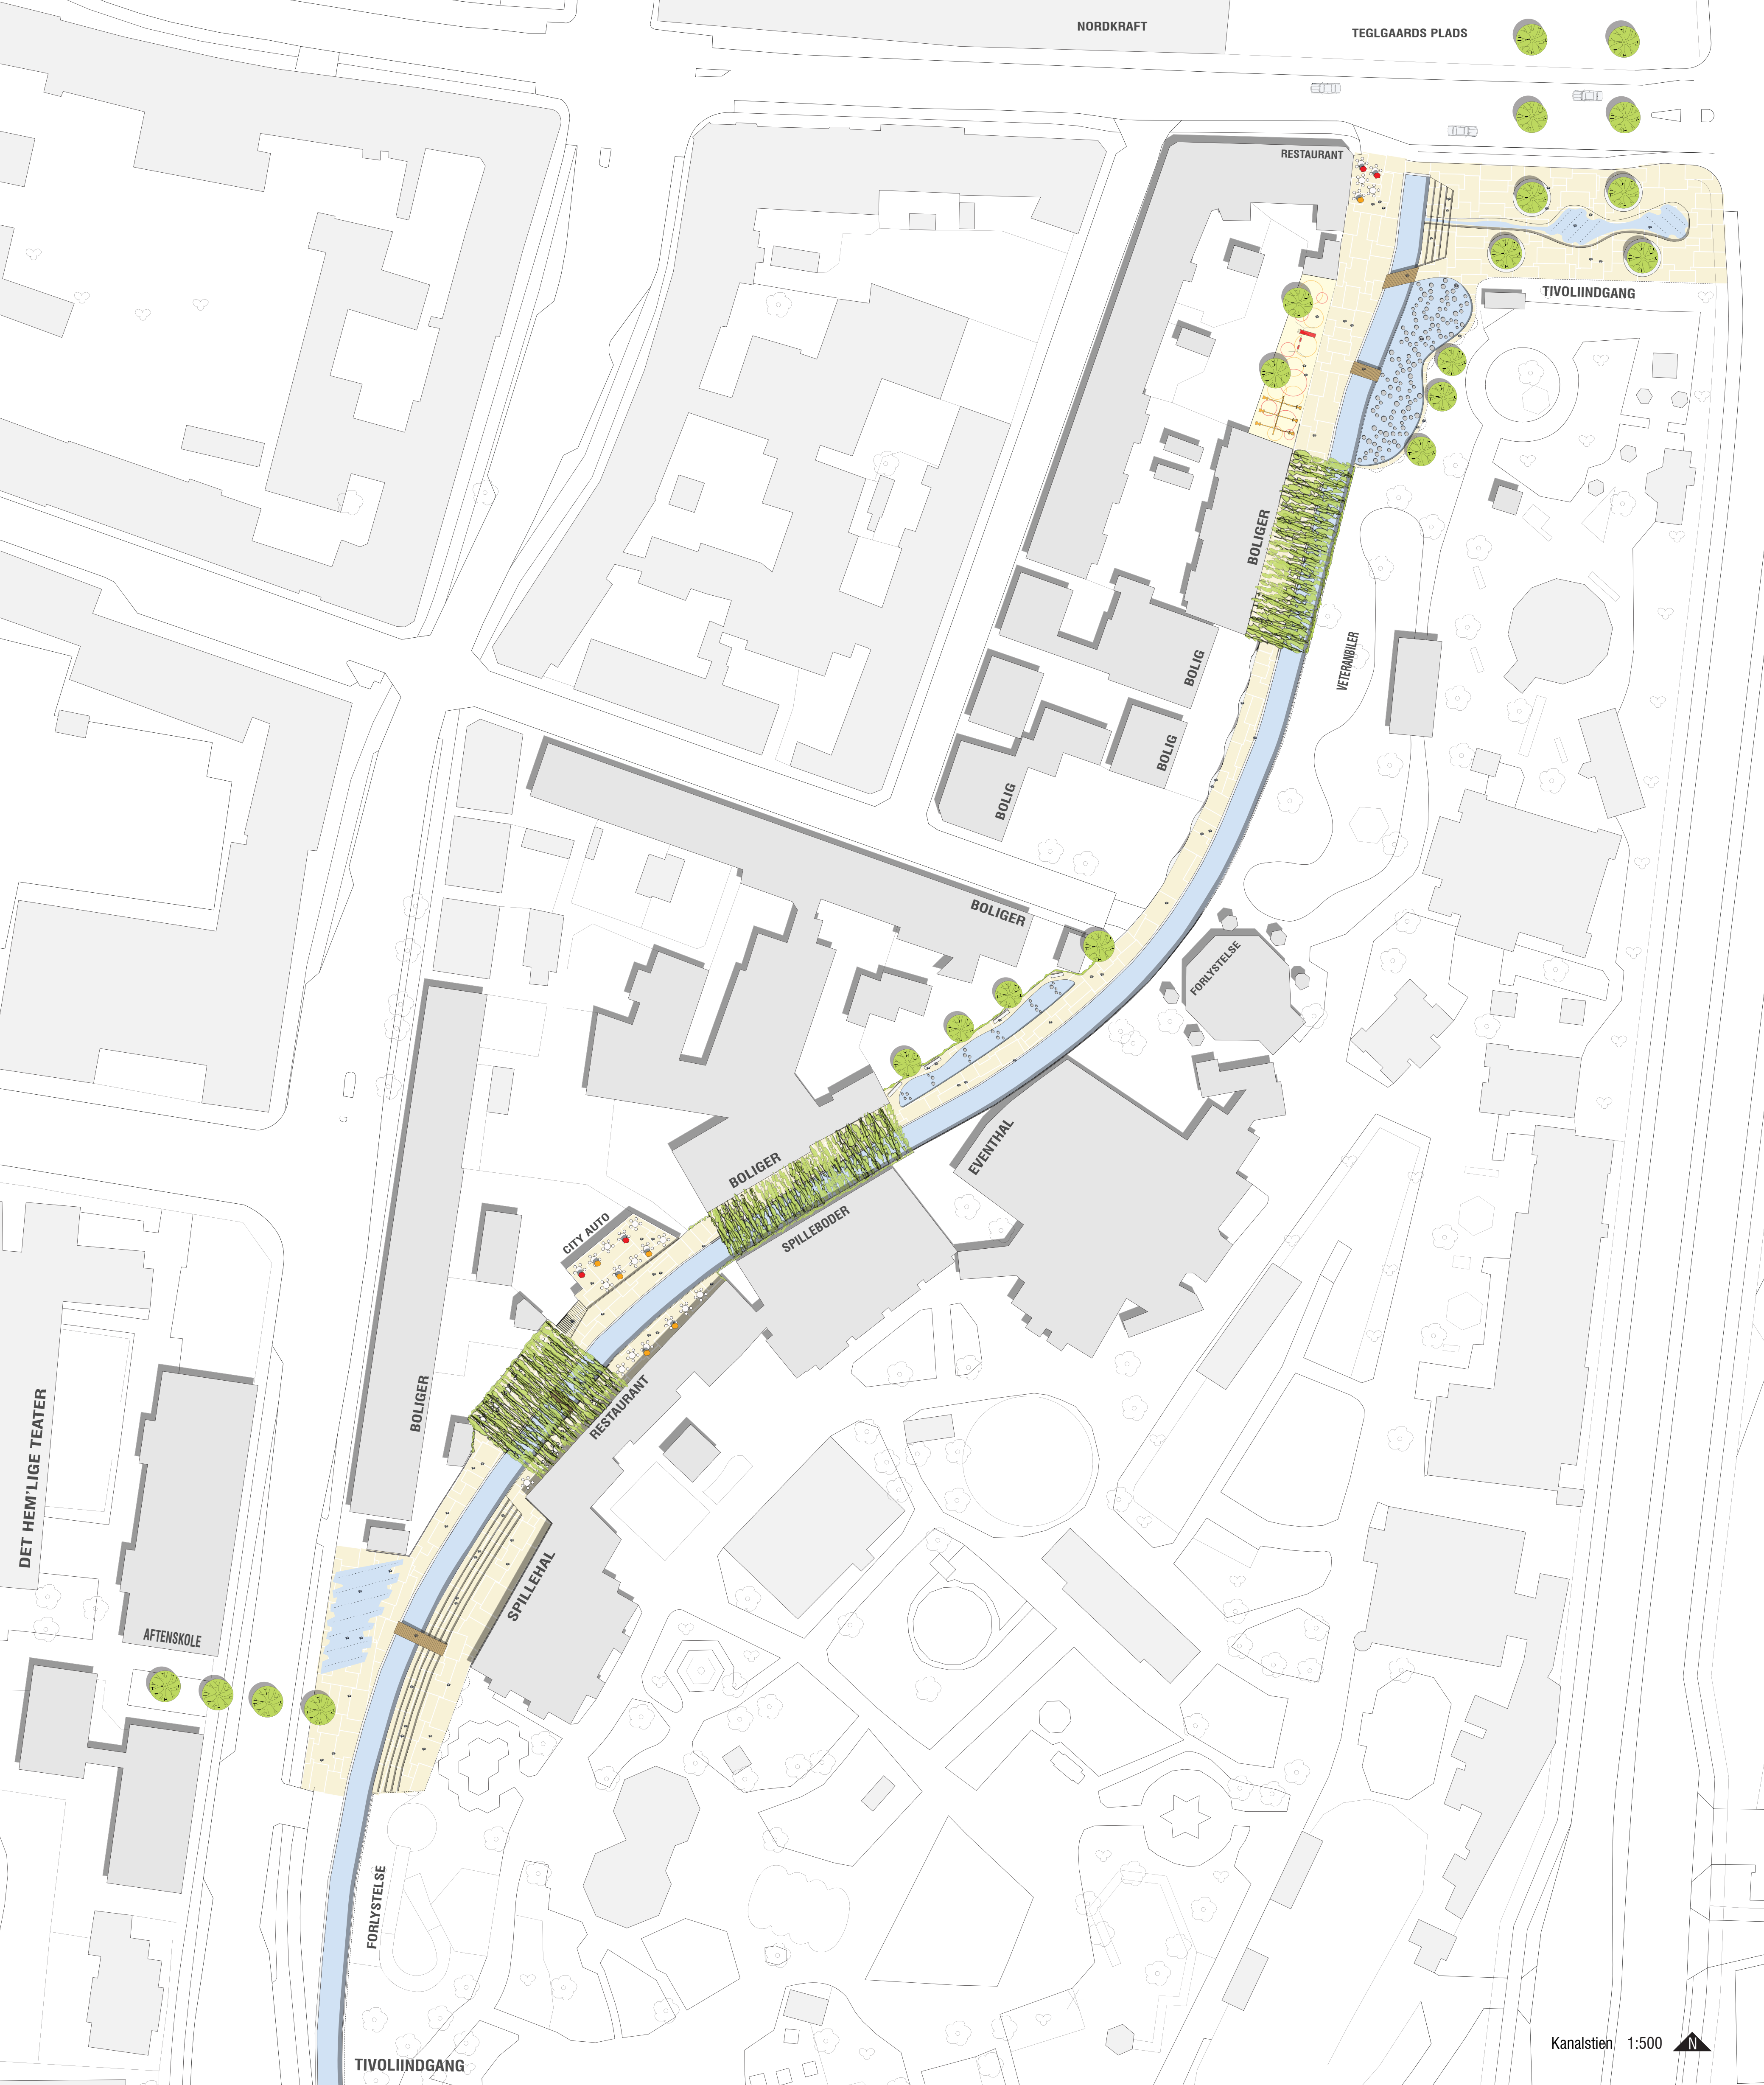 NORDKRAFT
TEGLGAARDS PLADS
RESTAURANT
TIVOLIINDGANG
BOLIGER
VETERANBILER
BOLIG
BOLIG
BOLIG
BOLIGER
FORLYSTELSE
EVENTHAL
BOLIGER
SPILLEBODER
CITY AUTO
BOLIGER
RESTAURANT
DET HEM'LIGE TEATER
SPILLEHAL
AFTENSKOLE
FORLYSTELSE
Kanalstien 1:500 N
TIVOLIINDGANG